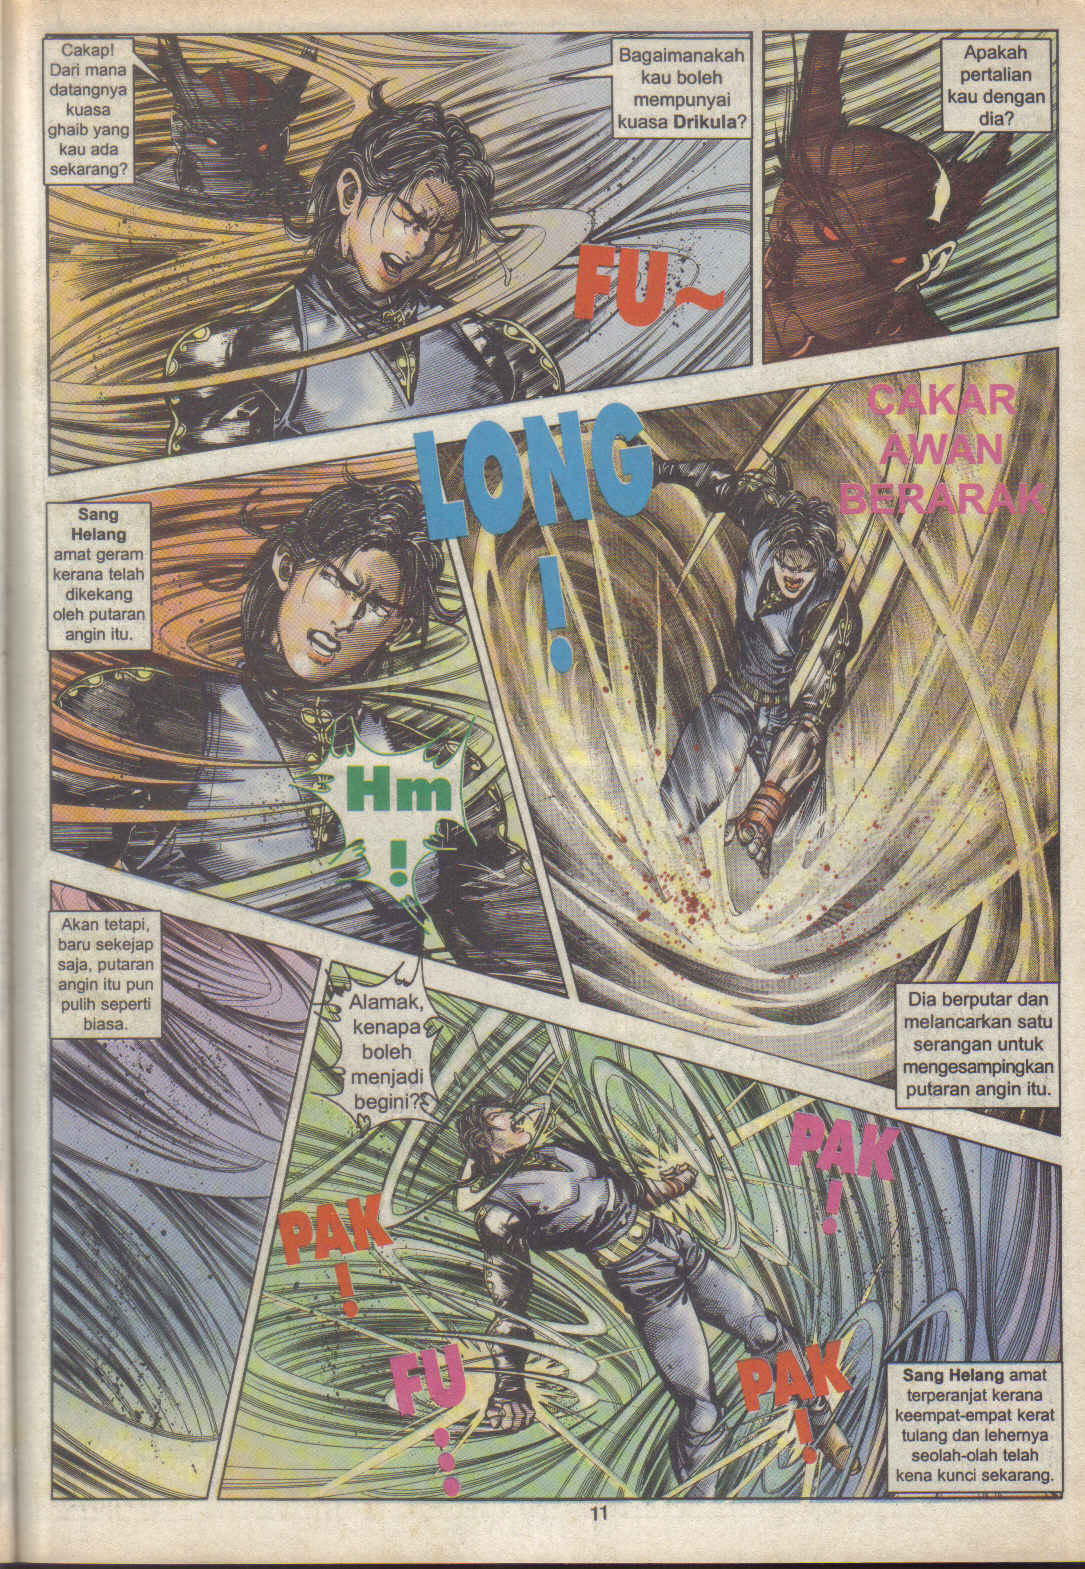 Cakap!
Dari mana
datangnya
kuasa
ghaib yang
kau ada
sekarang?
Bagaimanakah
kau boleh
mempunyai
kuasa Drikula?
FU~
Apakah
pertalian
kau dengan
dia?
Sang
Helang
amat geram
kerana telah
dikekang
oleh putaran
angin itu.
Hm
!
LONG
!
CAKAR
AWAN
BERARAK
Dia berputar dan
melancarkan satu
serangan untuk
mengesampingkan
putaran angin itu.
Akan tetapi,
baru sekejap
saja, putaran
angin itu pun
pulih seperti
biasa.
Alamak,
kenapa
boleh
menjadi
begini?
PAK
!
PAK
!
FU
!
PAK
!
Sang Helang amat
terperanjat kerana
keempat-empat kerat
tulang dan lehernya
seolah-olah telah
kena kunci sekarang.
11